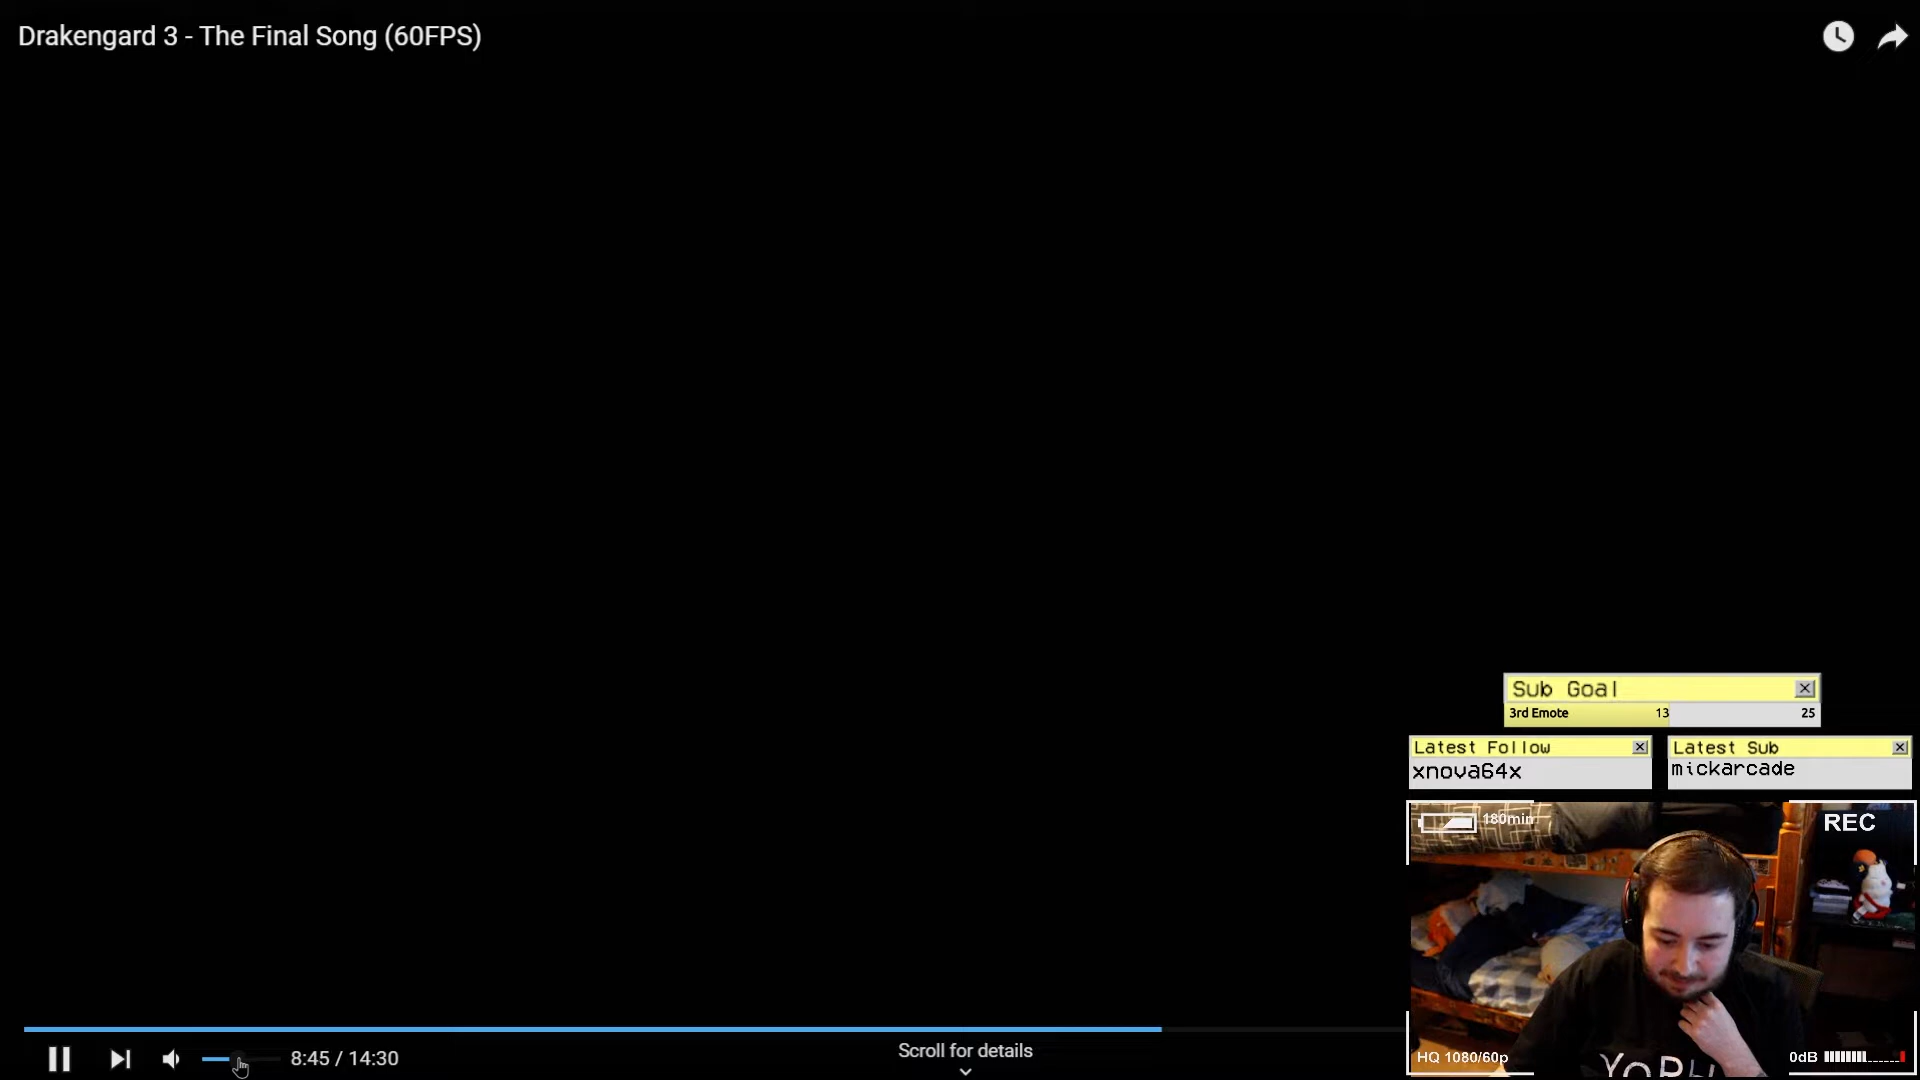 Drakengard 3 - The Final Song (60FPS)
Sub Goal
3rd Emote 13 25
Latest Follow
xnova64x
Latest Sub
mickarcade
180min
REC
HQ 1080/60p
0dB
8:45 / 14:30
Scroll for details